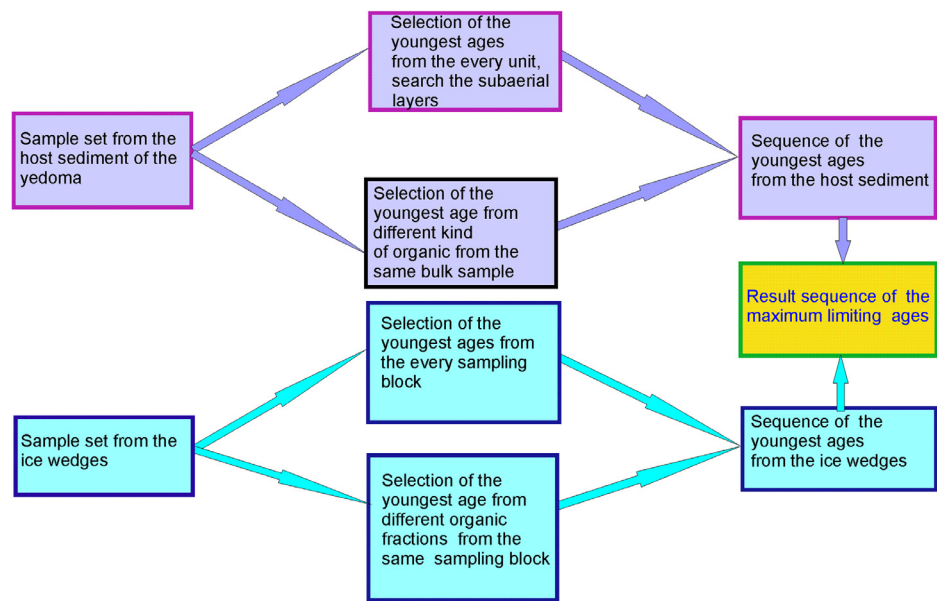 Selection of the
youngest ages
from the every unit,
search the subaerial
layers
Sample set from the
host sediment of the
yedoma
Sequence of the
youngest ages
from the host sediment
Selection of the
youngest age from
different kind
of organic from the
same bulk sample
Result sequence of the
maximum limiting ages
Selection of the
youngest ages from
the every sampling
block
Sample set from the
ice wedges
Sequence of the
youngest ages
from the ice wedges
Selection of the
youngest age from
different organic
fractions from the
same sampling block